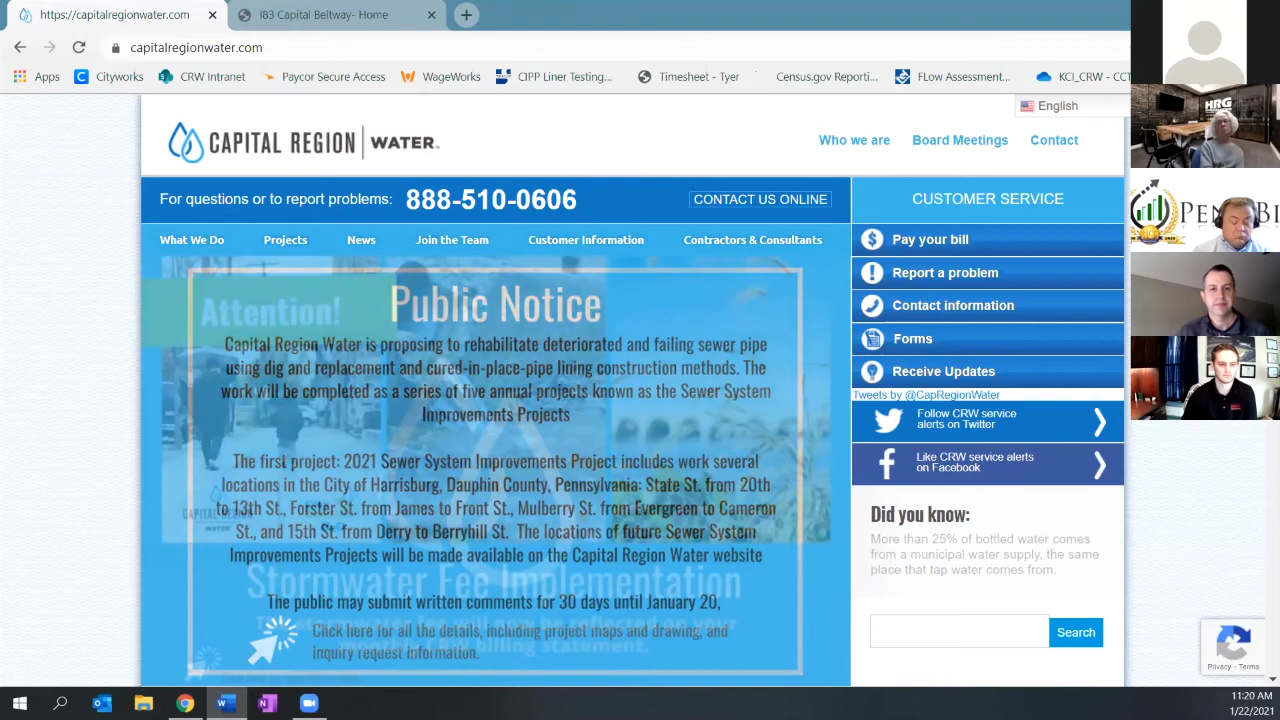 https://capitalregionwater.com
I83 Capital Beltway- Home
capitalregionwater.com
Apps
Cityworks
CRW Intranet
Paycor Secure Access
WageWorks
CIPP Liner Testing...
Timesheet - Tyer
Census.gov Reporti...
FLow Assessment...
KCI_CRW - CCT
English
CAPITAL REGION WATER
Who we are
Board Meetings
Contact
For questions or to report problems: 888-510-0606
CONTACT US ONLINE
What We Do
Projects
News
Join the Team
Customer Information
Contractors & Consultants
Attention!
Public Notice
Capital Region Water is proposing to rehabilitate deteriorated and failing sewer pipe
using dig and replacement and cured-in-place-pipe lining construction methods. The
work will be completed as a series of five annual projects known as the Sewer System
Improvements Projects
The first project: 2021 Sewer System Improvements Project includes work several
locations in the City of Harrisburg, Dauphin County, Pennsylvania: State St. from 20th
to 13th St., Forster St. from James to Front St., Mulberry St. from Evergreen to Cameron
St., and 15th St. from Derry to Berryhill St. The locations of future Sewer System
Improvements Projects will be made available on the Capital Region Water website
Stormwater Fee Implementation
The public may submit written comments for 30 days until January 20,
Click here for all the details, including project maps and drawing, and
inquiry request information.
monthly CRW billing statement.
CAPITAL REGION
WATER
CUSTOMER SERVICE
Pay your bill
Report a problem
Contact information
Forms
Receive Updates
Tweets by @CapRegionWater
Follow CRW service
alerts on Twitter
Like CRW service alerts
on Facebook
Did you know:
More than 25% of bottled water comes
from a municipal water supply, the same
place that tap water comes from.
Search
Privacy - Terms
HRG
11:20 AM
1/22/2021